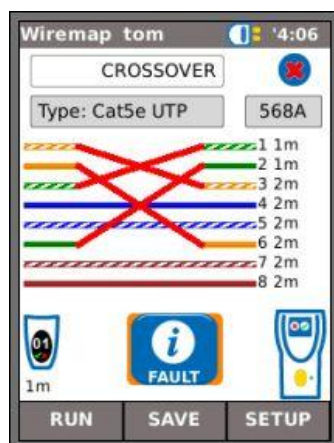 Wiremap tom '4:06
CROSSOVER
Type: Cat5e UTP 568A
1 1m
2 1m
3 2m
4 2m
5 2m
6 2m
7 2m
8 2m
01
1m
i
FAULT
RUN SAVE SETUP